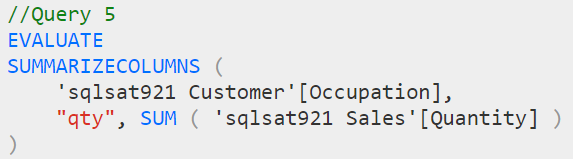 //Query 5
EVALUATE
SUMMARIZECOLUMNS (
    'sqlsat921 Customer'[Occupation],
    "qty", SUM ( 'sqlsat921 Sales'[Quantity] )
)